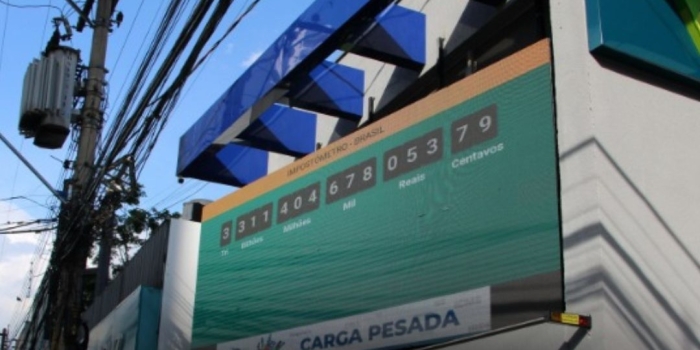 IMPOSTÔMETRO - BRASIL
3 311 404 678 053 79
Tri Bilhões Milhões Mil Reais Centavos
CARGA PESADA